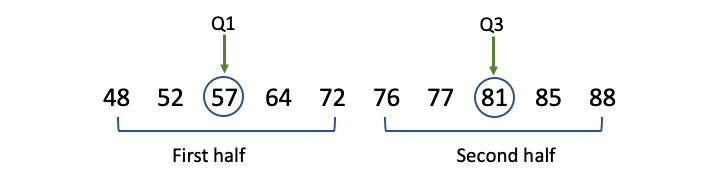 Q1 Q3
48 52 57 64 72 76 77 81 85 88
First half Second half